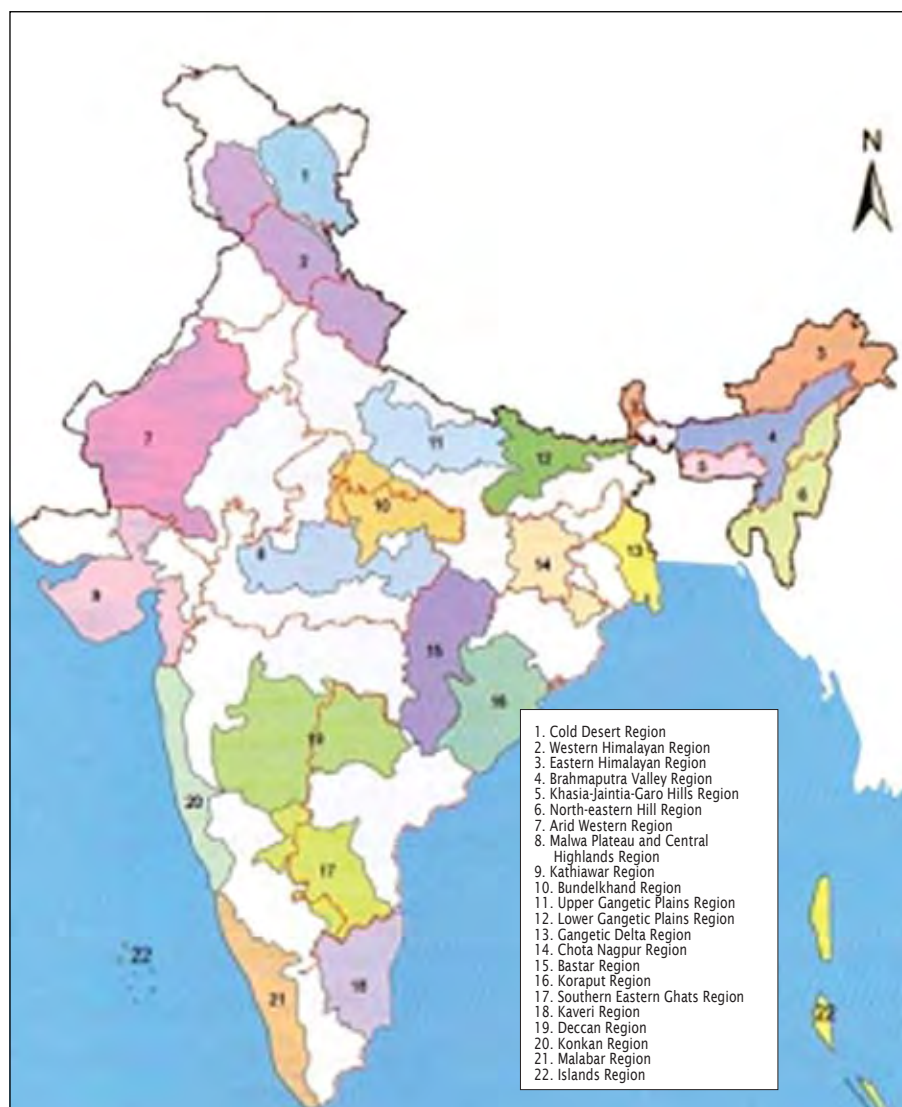 N
1
2
3
7
11
12
3
4
5
6
10
8
14
13
9
15
16
19
20
17
22
18
21
22
1. Cold Desert Region
2. Western Himalayan Region
3. Eastern Himalayan Region
4. Brahmaputra Valley Region
5. Khasia-Jaintia-Garo Hills Region
6. North-eastern Hill Region
7. Arid Western Region
8. Malwa Plateau and Central
Highlands Region
9. Kathiawar Region
10. Bundelkhand Region
11. Upper Gangetic Plains Region
12. Lower Gangetic Plains Region
13. Gangetic Delta Region
14. Chota Nagpur Region
15. Bastar Region
16. Koraput Region
17. Southern Eastern Ghats Region
18. Kaveri Region
19. Deccan Region
20. Konkan Region
21. Malabar Region
22. Islands Region